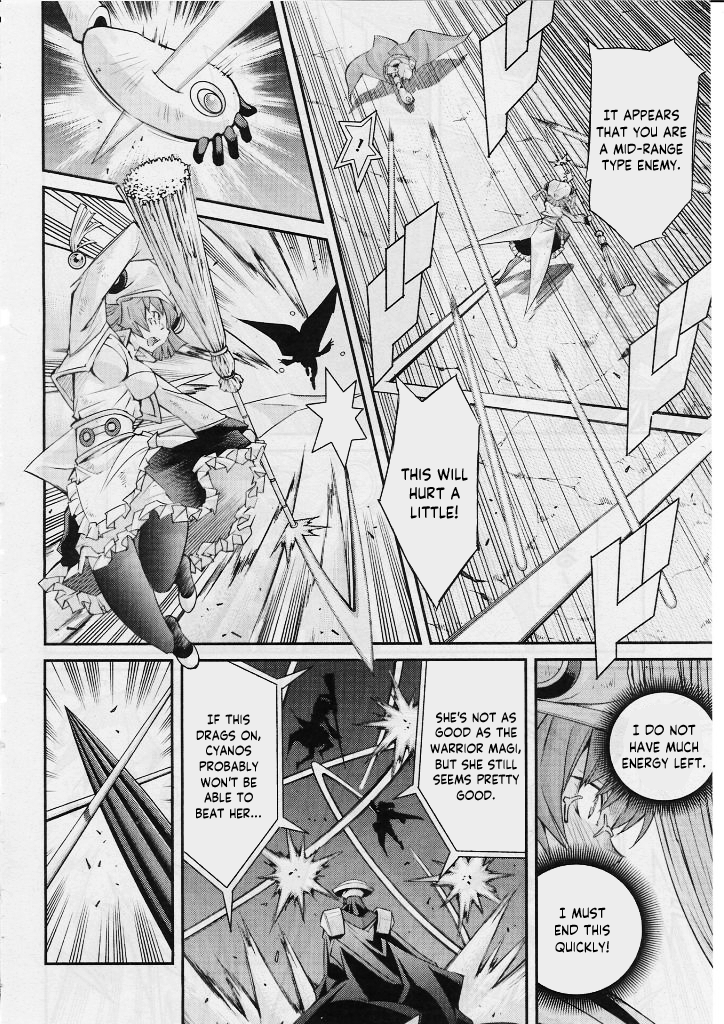 IT APPEARS
THAT YOU ARE
A MID-RANGE
TYPE ENEMY.
!
THIS WILL
HURT A
LITTLE!
I DO NOT
HAVE MUCH
ENERGY LEFT.
I MUST
END THIS
QUICKLY!
SHE'S NOT AS
GOOD AS THE
WARRIOR MAGI,
BUT SHE STILL
SEEMS PRETTY
GOOD.
IF THIS
DRAGS ON,
CYANOS
PROBABLY
WON'T BE
ABLE TO
BEAT HER...